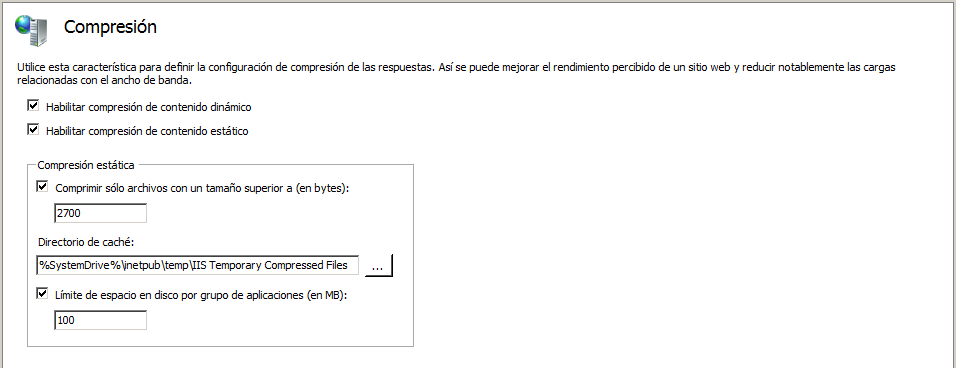 Compresión
Utilice esta característica para definir la configuración de compresión de las respuestas. Así se puede mejorar el rendimiento percibido de un sitio web y reducir notablemente las cargas
relacionadas con el ancho de banda.
Habilitar compresión de contenido dinámico
Habilitar compresión de contenido estático
Compresión estática
Comprimir sólo archivos con un tamaño superior a (en bytes):
2700
Directorio de caché:
%SystemDrive%\inetpub\temp\IIS Temporary Compressed Files
...
Límite de espacio en disco por grupo de aplicaciones (en MB):
100